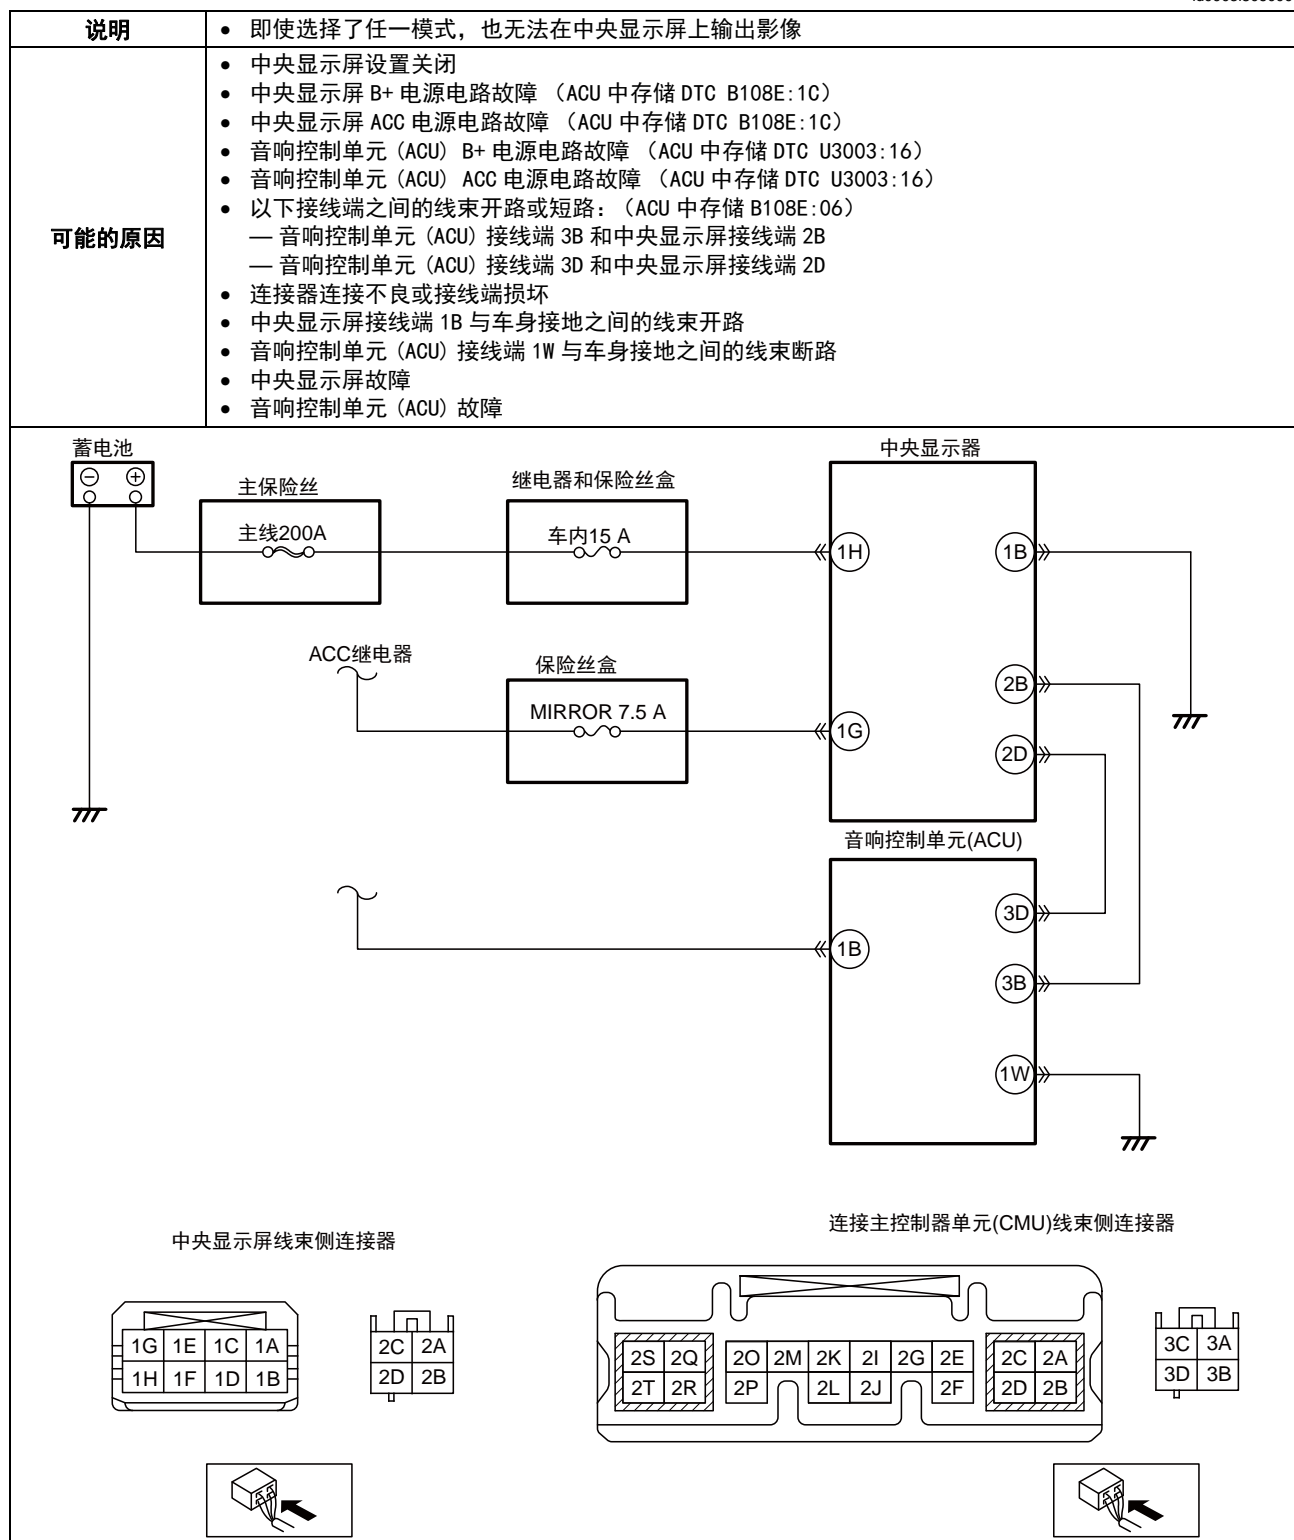 说明
• 即使选择了任一模式，也无法在中央显示屏上输出影像
可能的原因
• 中央显示屏设置关闭
• 中央显示屏 B+ 电源电路故障 （ACU 中存储 DTC B108E:1C）
• 中央显示屏 ACC 电源电路故障 （ACU 中存储 DTC B108E:1C）
• 音响控制单元 (ACU) B+ 电源电路故障 （ACU 中存储 DTC U3003:16）
• 音响控制单元 (ACU) ACC 电源电路故障 （ACU 中存储 DTC U3003:16）
• 以下接线端之间的线束开路或短路：（ACU 中存储 B108E:06）
— 音响控制单元 (ACU) 接线端 3B 和中央显示屏接线端 2B
— 音响控制单元 (ACU) 接线端 3D 和中央显示屏接线端 2D
• 连接器连接不良或接线端损坏
• 中央显示屏接线端 1B 与车身接地之间的线束开路
• 音响控制单元 (ACU) 接线端 1W 与车身接地之间的线束断路
• 中央显示屏故障
• 音响控制单元 (ACU) 故障
蓄电池
主保险丝
主线200A
继电器和保险丝盒
车内15 A
中央显示器
1H
1B
ACC继电器
保险丝盒
MIRROR 7.5 A
1G
2B
2D
音响控制单元(ACU)
1B
3D
3B
1W
中央显示屏线束侧连接器
1G 1E 1C 1A
1H 1F 1D 1B
2C 2A
2D 2B
连接主控制器单元(CMU)线束侧连接器
2S 2Q 2O 2M 2K 2I 2G 2E 2C 2A
2T 2R 2P 2L 2J 2F 2D 2B
3C 3A
3D 3B